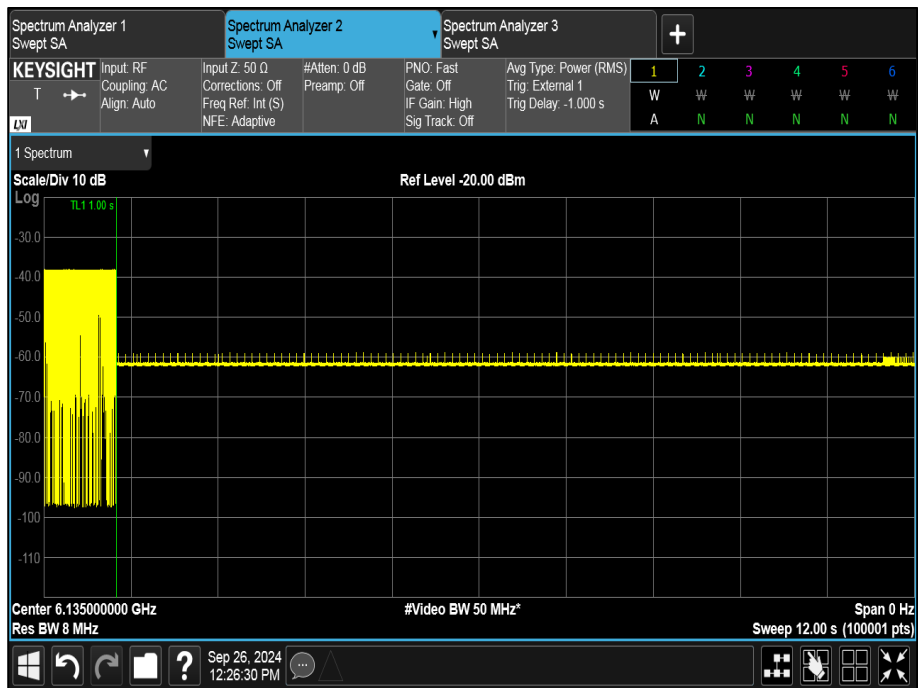 Spectrum Analyzer 1
Swept SA
Spectrum Analyzer 2
Swept SA
Spectrum Analyzer 3
Swept SA
+
KEYSIGHT
T
LXI
Input: RF
Coupling: AC
Align: Auto
Input Z: 50 Ω
Corrections: Off
Freq Ref: Int (S)
NFE: Adaptive
#Atten: 0 dB
Preamp: Off
PNO: Fast
Gate: Off
IF Gain: High
Sig Track: Off
Avg Type: Power (RMS)
Trig: External 1
Trig Delay: -1.000 s
1 2 3 4 5 6
W W W W W W
A N N N N N
1 Spectrum
Scale/Div 10 dB
Ref Level -20.00 dBm
Log
TL1 1.00 s
-30.0
-40.0
-50.0
-60.0
-70.0
-80.0
-90.0
-100
-110
Center 6.135000000 GHz
#Video BW 50 MHz*
Span 0 Hz
Res BW 8 MHz
Sweep 12.00 s (100001 pts)
?
Sep 26, 2024
12:26:30 PM